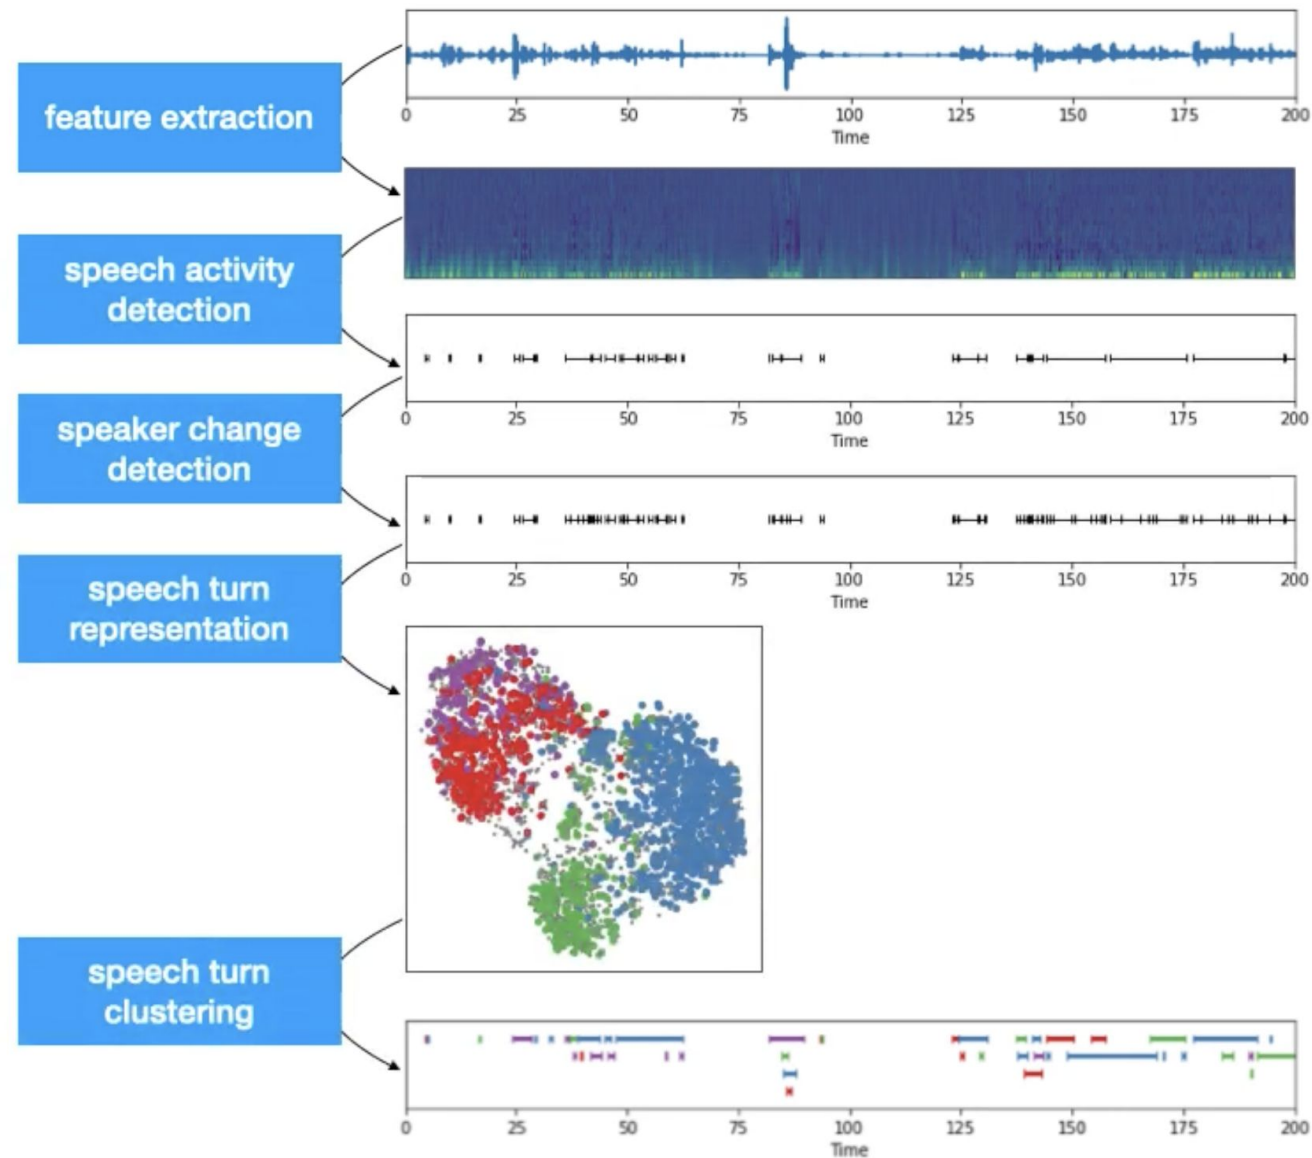 feature extraction
0 25 50 75 100 125 150 175 200
Time
speech activity
detection
0 25 50 75 100 125 150 175 200
Time
speaker change
detection
0 25 50 75 100 125 150 175 200
Time
speech turn
representation
speech turn
clustering
0 25 50 75 100 125 150 175 200
Time